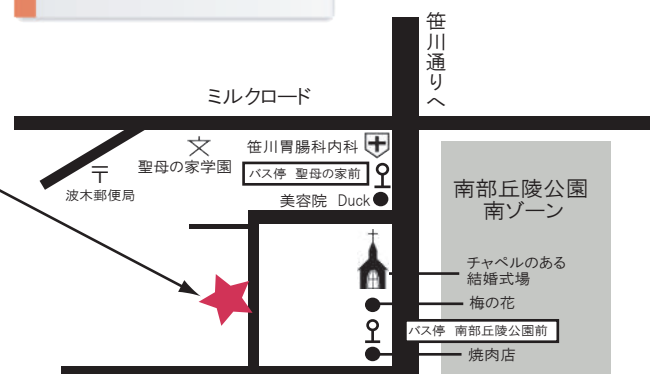 笹川通りへ
ミルクロード
笹川胃腸科内科
聖母の家学園
バス停 聖母の家前
波木郵便局
美容院 Duck
南部丘陵公園
南ゾーン
チャペルのある
結婚式場
梅の花
バス停 南部丘陵公園前
焼肉店